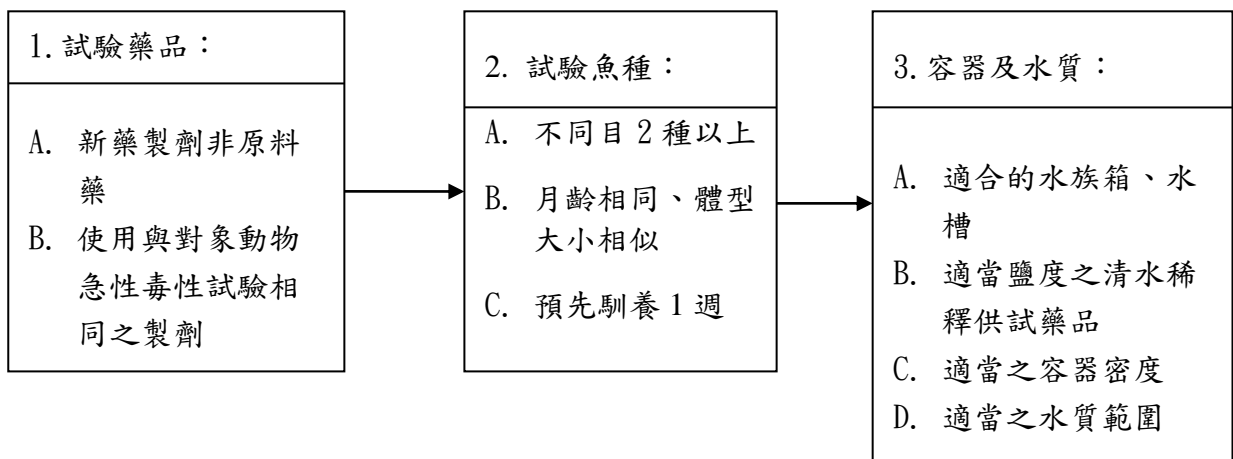 1.試驗藥品：
A. 新藥製劑非原料
藥
B. 使用與對象動物
急性毒性試驗相
同之製劑
2. 試驗魚種：
A. 不同目 2 種以上
B. 月齡相同、體型
大小相似
C. 預先馴養 1 週
3.容器及水質：
A. 適合的水族箱、水
槽
B. 適當鹽度之清水稀
釋供試藥品
C. 適當之容器密度
D. 適當之水質範圍